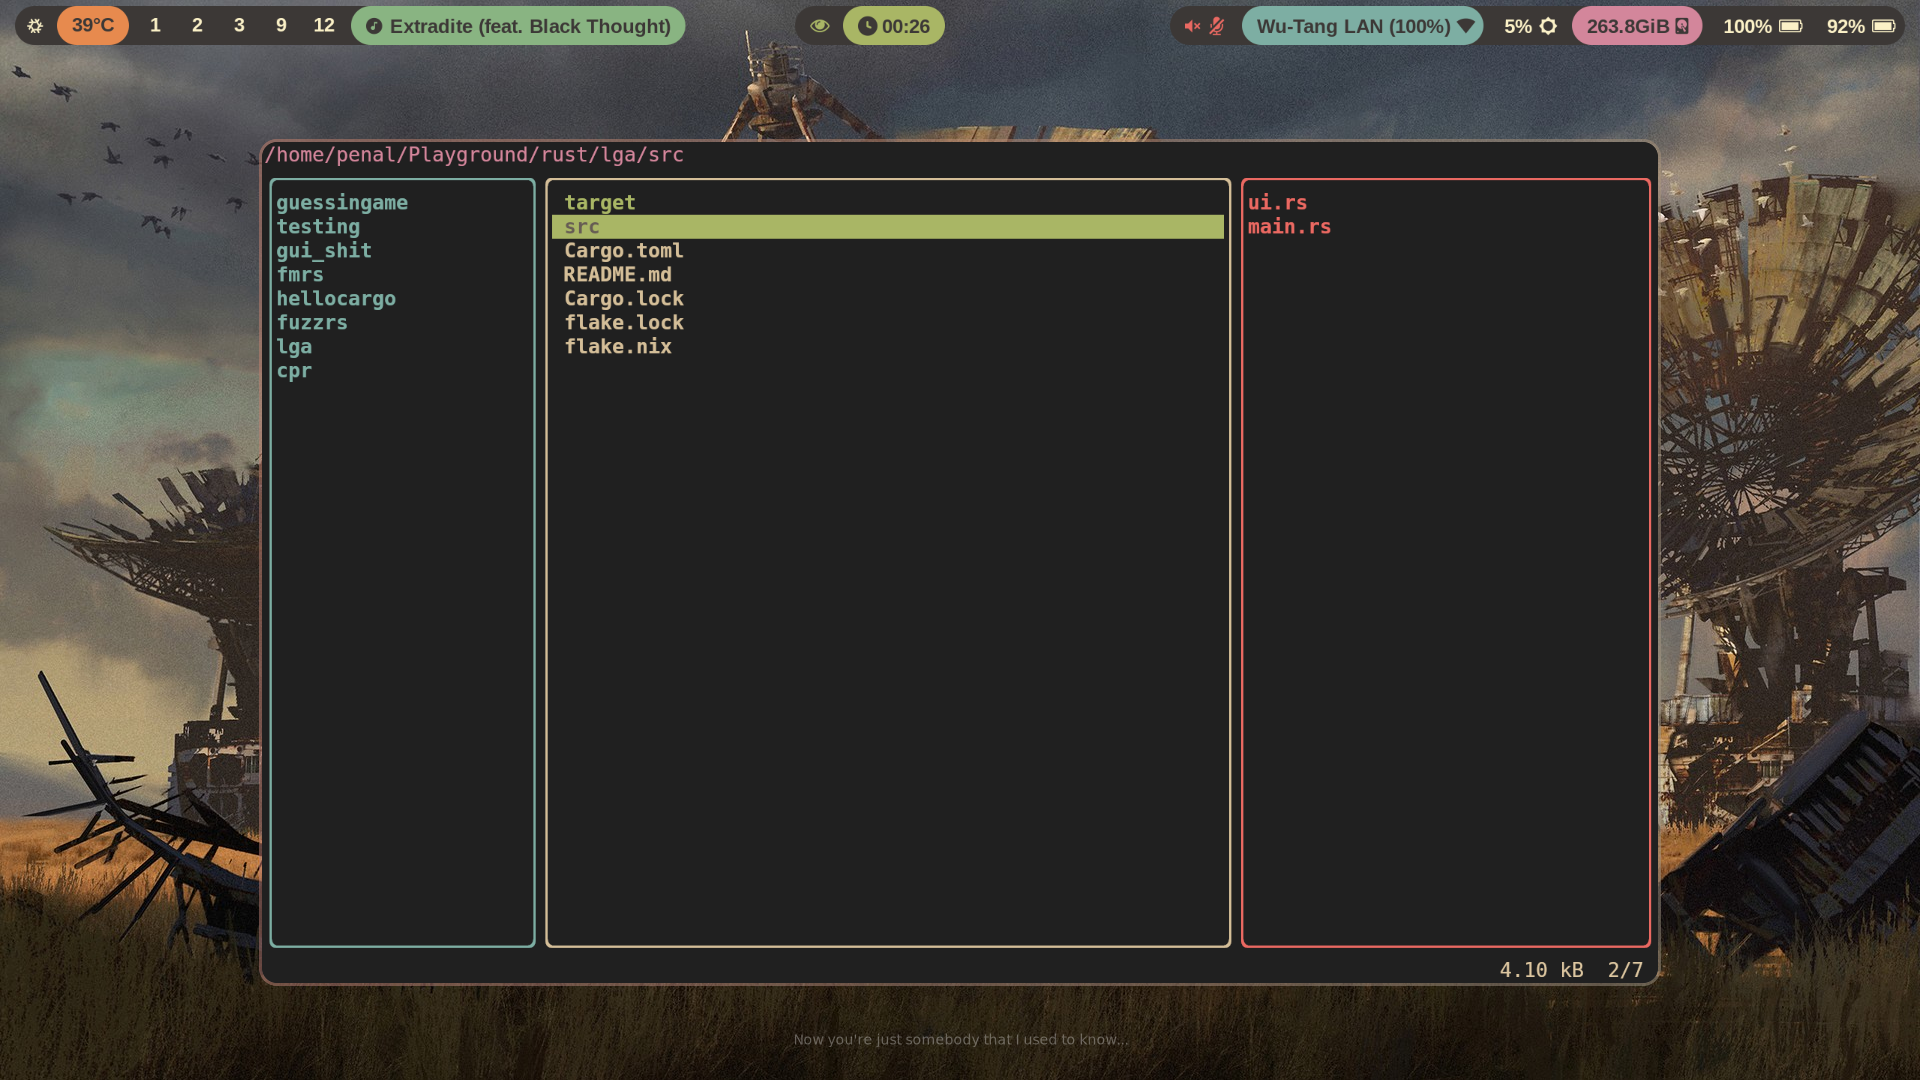 39°C 1 2 3 9 12 Extradite (feat. Black Thought) 00:26 Wu-Tang LAN (100%) 5% 263.8GiB 100% 92%
/home/penal/Playground/rust/lga/src
guessingame
testing
gui_shit
fmrs
hellocargo
fuzzrs
lga
cpr
target
src
Cargo.toml
README.md
Cargo.lock
flake.lock
flake.nix
ui.rs
main.rs
4.10 kB 2/7
Now you're just somebody that I used to know...